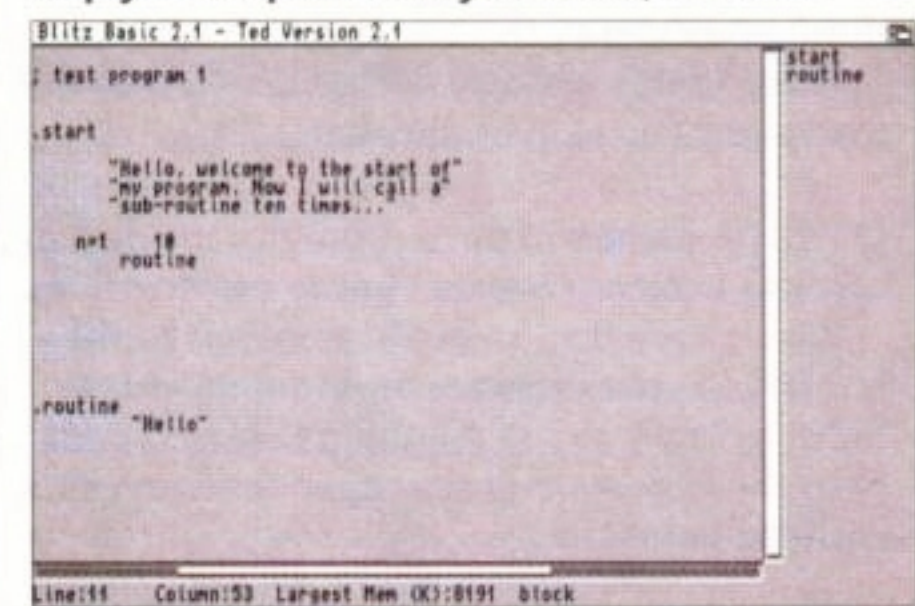 Blitz Basic 2.1 - Ted Version 2.1
; test program 1
.start
"Hello, welcome to the start of"
"my program. Now I will call a"
"sub-routine ten times..."
n=1 10
routine
.routine
"Hello"
start
routine
Line:11 Column:53 Largest Mem (K):8191 block